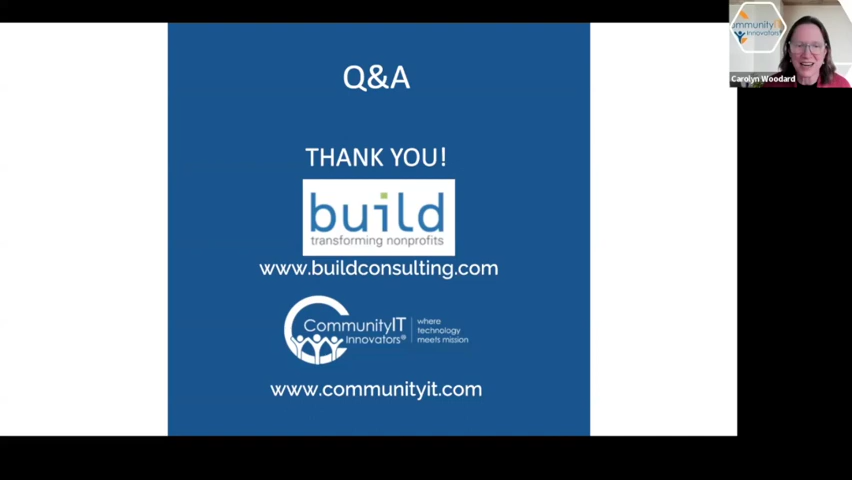 Q&A
THANK YOU!
build
transforming nonprofits
www.buildconsulting.com
CommunityIT
Innovators®
where
technology
meets mission
www.communityit.com
Innovators
Carolyn Woodard